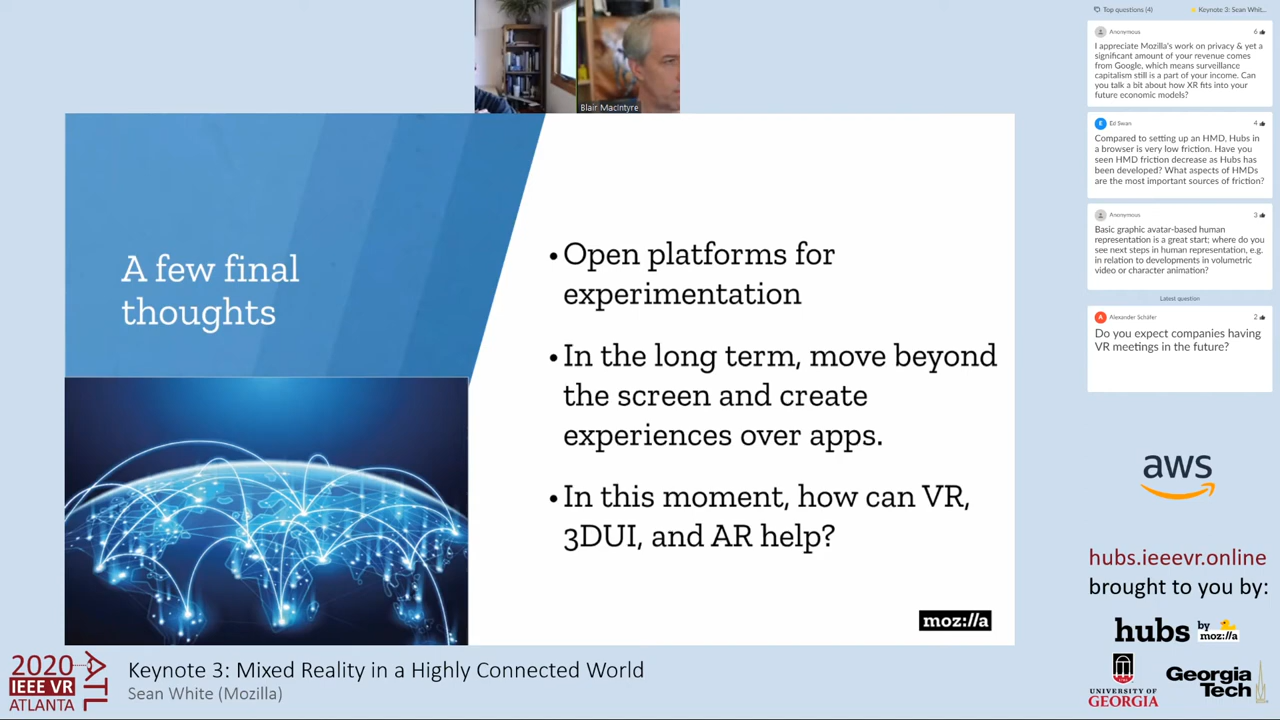 Top questions (4)
Keynote 3: Sean Whit...
Anonymous
6
I appreciate Mozilla's work on privacy & yet a
significant amount of your revenue comes
from Google, which means surveillance
capitalism still is a part of your income. Can
you talk a bit about how XR fits into your
future economic models?
E
Ed Swan
4
Compared to setting up an HMD, Hubs in
a browser is very low friction. Have you
seen HMD friction decrease as Hubs has
been developed? What aspects of HMDs
are the most important sources of friction?
Anonymous
3
Basic graphic avatar-based human
representation is a great start; where do you
see next steps in human representation, e.g.
in relation to developments in volumetric
video or character animation?
Latest question
A
Alexander Schäfer
2
Do you expect companies having
VR meetings in the future?
Blair MacIntyre
A few final
thoughts
• Open platforms for
experimentation
• In the long term, move beyond
the screen and create
experiences over apps.
• In this moment, how can VR,
3DUI, and AR help?
moz://a
aws
hubs.ieeevr.online
brought to you by:
hubs by
moz://a
UNIVERSITY OF
GEORGIA
Georgia
Tech
2020
IEEE VR
ATLANTA
ATL
Keynote 3: Mixed Reality in a Highly Connected World
Sean White (Mozilla)